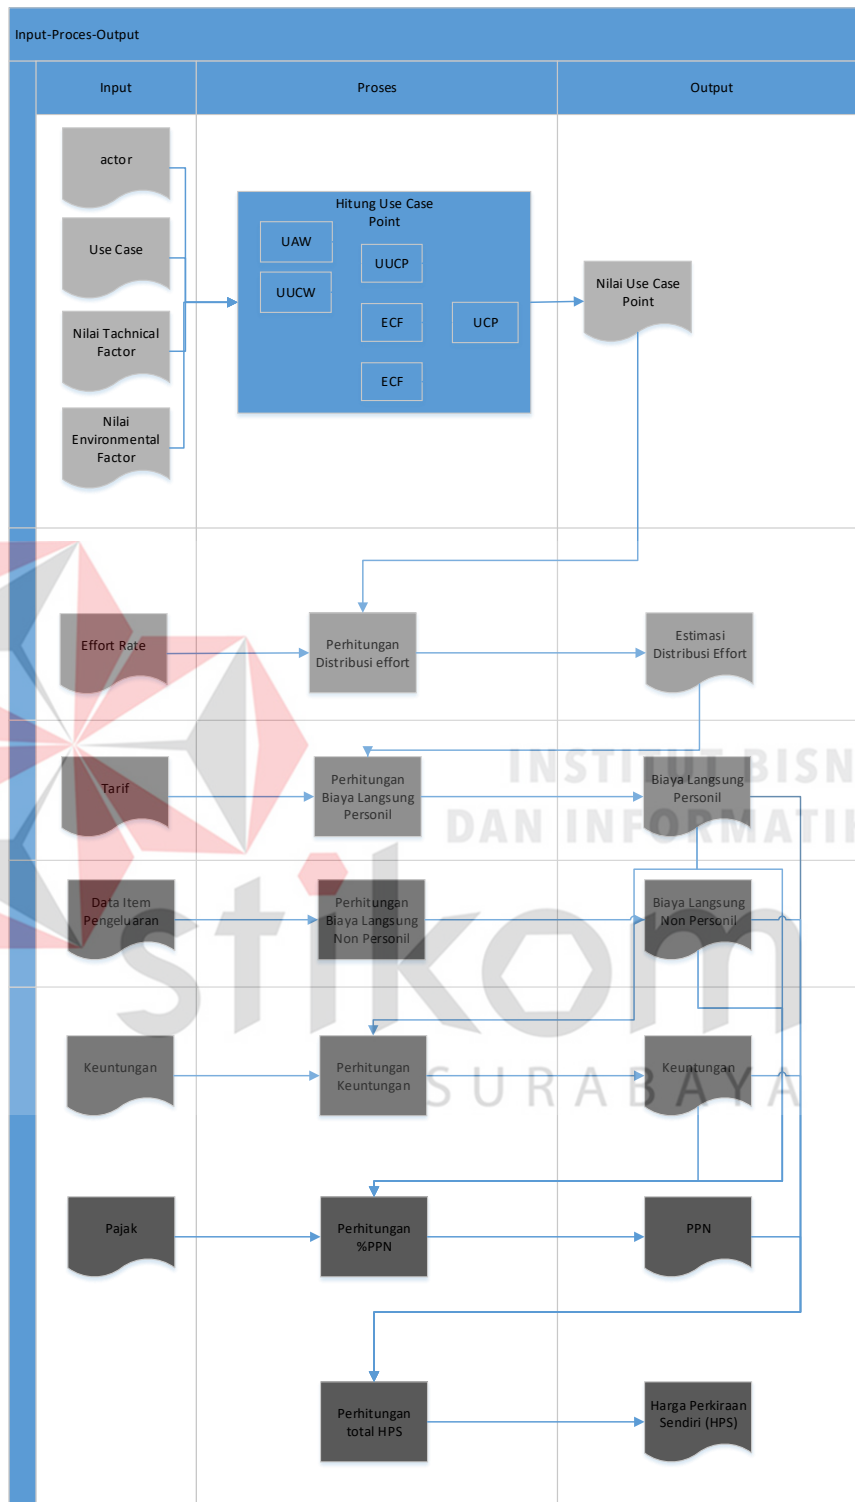 Input-Proces-Output
Input
Proses
Output
actor
Use Case
Nilai Tachnical
Factor
Nilai
Environmental
Factor
Hitung Use Case
Point
UAW
UUCW
UUCP
ECF
ECF
UCP
Nilai Use Case
Point
Effort Rate
Perhitungan
Distribusi effort
Estimasi
Distribusi Effort
Tarif
Perhitungan
Biaya Langsung
Personil
Biaya Langsung
Personil
INSTITUT BISN
DAN INFORMATIK
Data Item
Pengeluaran
Perhitungan
Biaya Langsung
Non Personil
Biaya Langsung
Non Personil
stikom
SURABAYA
Keuntungan
Perhitungan
Keuntungan
Keuntungan
Pajak
Perhitungan
%PPN
PPN
Perhitungan
total HPS
Harga Perkiraan
Sendiri (HPS)